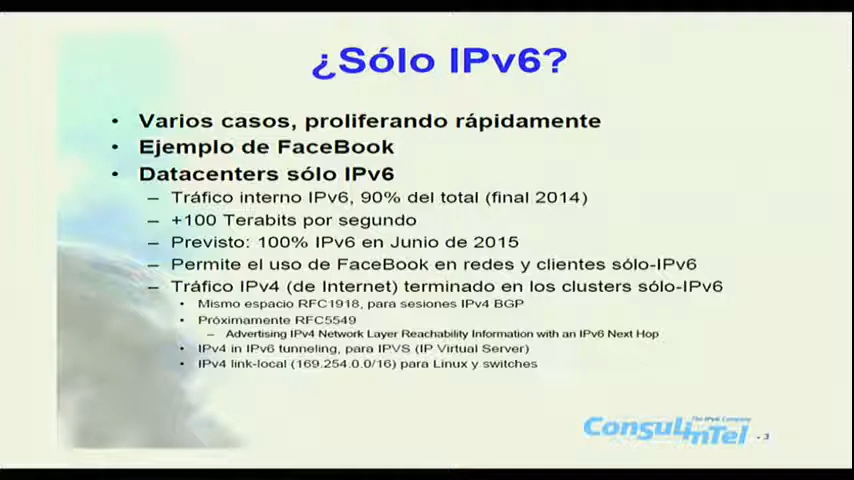 ¿Sólo IPv6?
• Varios casos, proliferando rápidamente
• Ejemplo de FaceBook
• Datacenters sólo IPv6
– Tráfico interno IPv6, 90% del total (final 2014)
– +100 Terabits por segundo
– Previsto: 100% IPv6 en Junio de 2015
– Permite el uso de FaceBook en redes y clientes sólo-IPv6
– Tráfico IPv4 (de Internet) terminado en los clusters sólo-IPv6
• Mismo espacio RFC1918, para sesiones IPv4 BGP
• Próximamente RFC5549
– Advertising IPv4 Network Layer Reachability Information with an IPv6 Next Hop
• IPv4 in IPv6 tunneling, para IPVS (IP Virtual Server)
• IPv4 link-local (169.254.0.0/16) para Linux y switches
The IPv6 Company
Consulintel
- 3